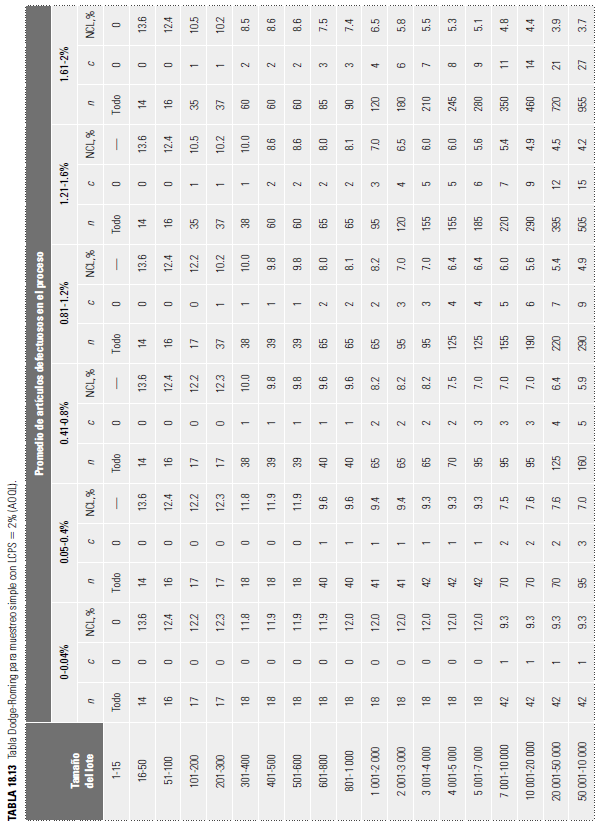 TABLA 18.13 Tabla Dodge-Roming para muestreo simple con LCPS = 2% (AOQL).
Promedio de artículos defectuosos en el proceso
Tamaño del lote 0-0.04% 0.05-0.4% 0.41-0.8% 0.81-1.2% 1.21-1.6% 1.61-2%
n c NCL, % n c NCL, % n c NCL, % n c NCL, % n c NCL, % n c NCL, %
1-15 Todo 0 0 Todo 0 — Todo 0 — Todo 0 — Todo 0 — Todo 0 0
16-50 14 0 13.6 14 0 13.6 14 0 13.6 14 0 13.6 14 0 13.6 14 0 13.6
51-100 16 0 12.4 16 0 12.4 16 0 12.4 16 0 12.4 16 0 12.4 16 0 12.4
101-200 17 0 12.2 17 0 12.2 17 0 12.2 17 0 12.2 35 1 10.5 35 1 10.5
201-300 17 0 12.3 17 0 12.3 17 0 12.3 37 1 10.2 37 1 10.2 37 1 10.2
301-400 18 0 11.8 18 0 11.8 38 1 10.0 38 1 10.0 38 1 10.0 60 2 8.5
401-500 18 0 11.9 18 0 11.9 39 1 9.8 39 1 9.8 60 2 8.6 60 2 8.6
501-600 18 0 11.9 18 0 11.9 39 1 9.8 39 1 9.8 60 2 8.6 60 2 8.6
601-800 18 0 11.9 40 1 9.6 40 1 9.6 65 2 8.0 65 2 8.0 85 3 7.5
801-1 000 18 0 12.0 40 1 9.6 40 1 9.6 65 2 8.1 65 2 8.1 90 3 7.4
1 001-2 000 18 0 12.0 41 1 9.4 65 2 8.2 65 2 8.2 95 3 7.0 120 4 6.5
2 001-3 000 18 0 12.0 41 1 9.4 65 2 8.2 95 3 7.0 120 4 6.5 180 6 5.8
3 001-4 000 18 0 12.0 42 1 9.3 65 2 8.2 95 3 7.0 155 5 6.0 210 7 5.5
4 001-5 000 18 0 12.0 42 1 9.3 70 2 7.5 125 4 6.4 155 5 6.0 245 8 5.3
5 001-7 000 18 0 12.0 42 1 9.3 95 3 7.0 125 4 6.4 185 6 5.6 280 9 5.1
7 001-10 000 42 1 9.3 70 2 7.5 95 3 7.0 155 5 6.0 220 7 5.4 350 11 4.8
10 001-20 000 42 1 9.3 70 2 7.6 95 3 7.0 190 6 5.6 290 9 4.9 460 14 4.4
20 001-50 000 42 1 9.3 70 2 7.6 125 4 6.4 220 7 5.4 395 12 4.5 720 21 3.9
50 001-10 000 42 1 9.3 95 3 7.0 160 5 5.9 290 9 4.9 505 15 4.2 955 27 3.7